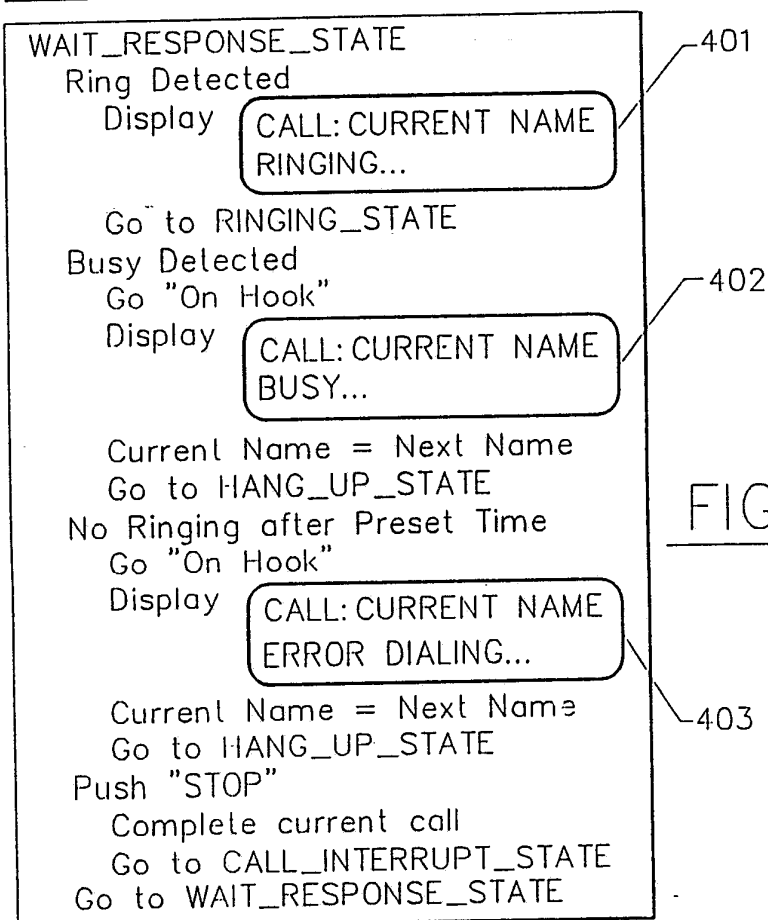 WAIT_RESPONSE_STATE
401
Ring Detected
Display
CALL: CURRENT NAME
RINGING...
Go to RINGING_STATE
Busy Detected
Go "On Hook"
402
Display
CALL: CURRENT NAME
BUSY...
Current Name = Next Name
Go to HANG_UP_STATE
No Ringing after Preset Time
FIG
Go "On Hook"
Display
CALL: CURRENT NAME
ERROR DIALING...
Current Name = Next Name
403
Go to HANG_UP_STATE
Push "STOP"
Complete current call
Go to CALL_INTERRUPT_STATE
Go to WAIT_RESPONSE_STATE